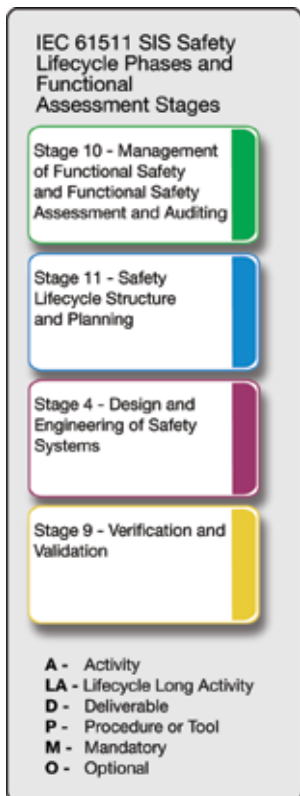 IEC 61511 SIS Safety
Lifecycle Phases and
Functional
Assessment Stages
Stage 10 - Management
of Functional Safety
and Functional Safety
Assessment and Auditing
Stage 11 - Safety
Lifecycle Structure
and Planning
Stage 4 - Design and
Engineering of Safety
Systems
Stage 9 - Verification and
Validation
A - Activity
LA - Lifecycle Long Activity
D - Deliverable
P - Procedure or Tool
M - Mandatory
O - Optional